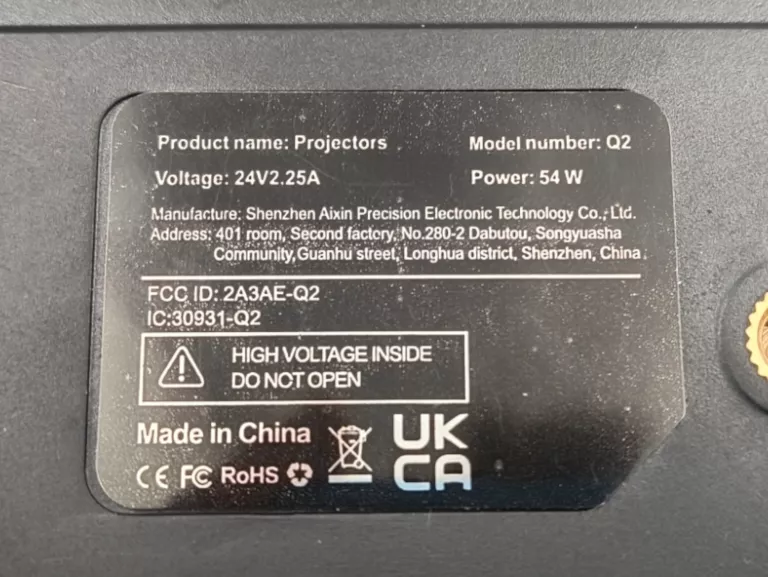 Product name: Projectors Model number: Q2
Voltage: 24V2.25A Power: 54 W
Manufacture: Shenzhen Aixin Precision Electronic Technology Co., Ltd.
Address: 401 room, Second factory, No.280-2 Dabutou, Songyuasha
Community, Guanhu street, Longhua district, Shenzhen, China
FCC ID: 2A3AE-Q2
IC:30931-Q2
HIGH VOLTAGE INSIDE
DO NOT OPEN
Made in China
UK
CA
CE FC RoHS